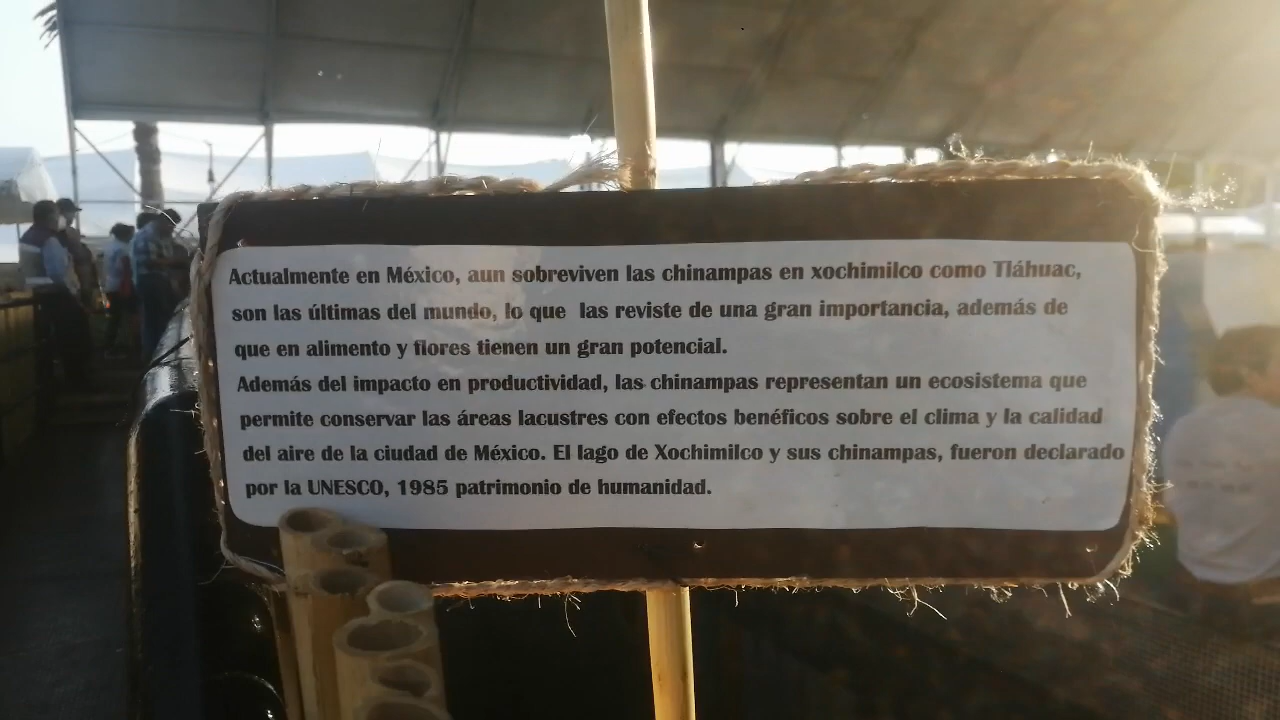 Actualmente en México, aun sobreviven las chinampas en xochimilco como Tláhuac,
son las últimas del mundo, lo que las reviste de una gran importancia, además de
que en alimento y flores tienen un gran potencial.
Además del impacto en productividad, las chinampas representan un ecosistema que
permite conservar las áreas lacustres con efectos benéficos sobre el clima y la calidad
del aire de la ciudad de México. El lago de Xochimilco y sus chinampas, fueron declarado
por la UNESCO, 1985 patrimonio de humanidad.